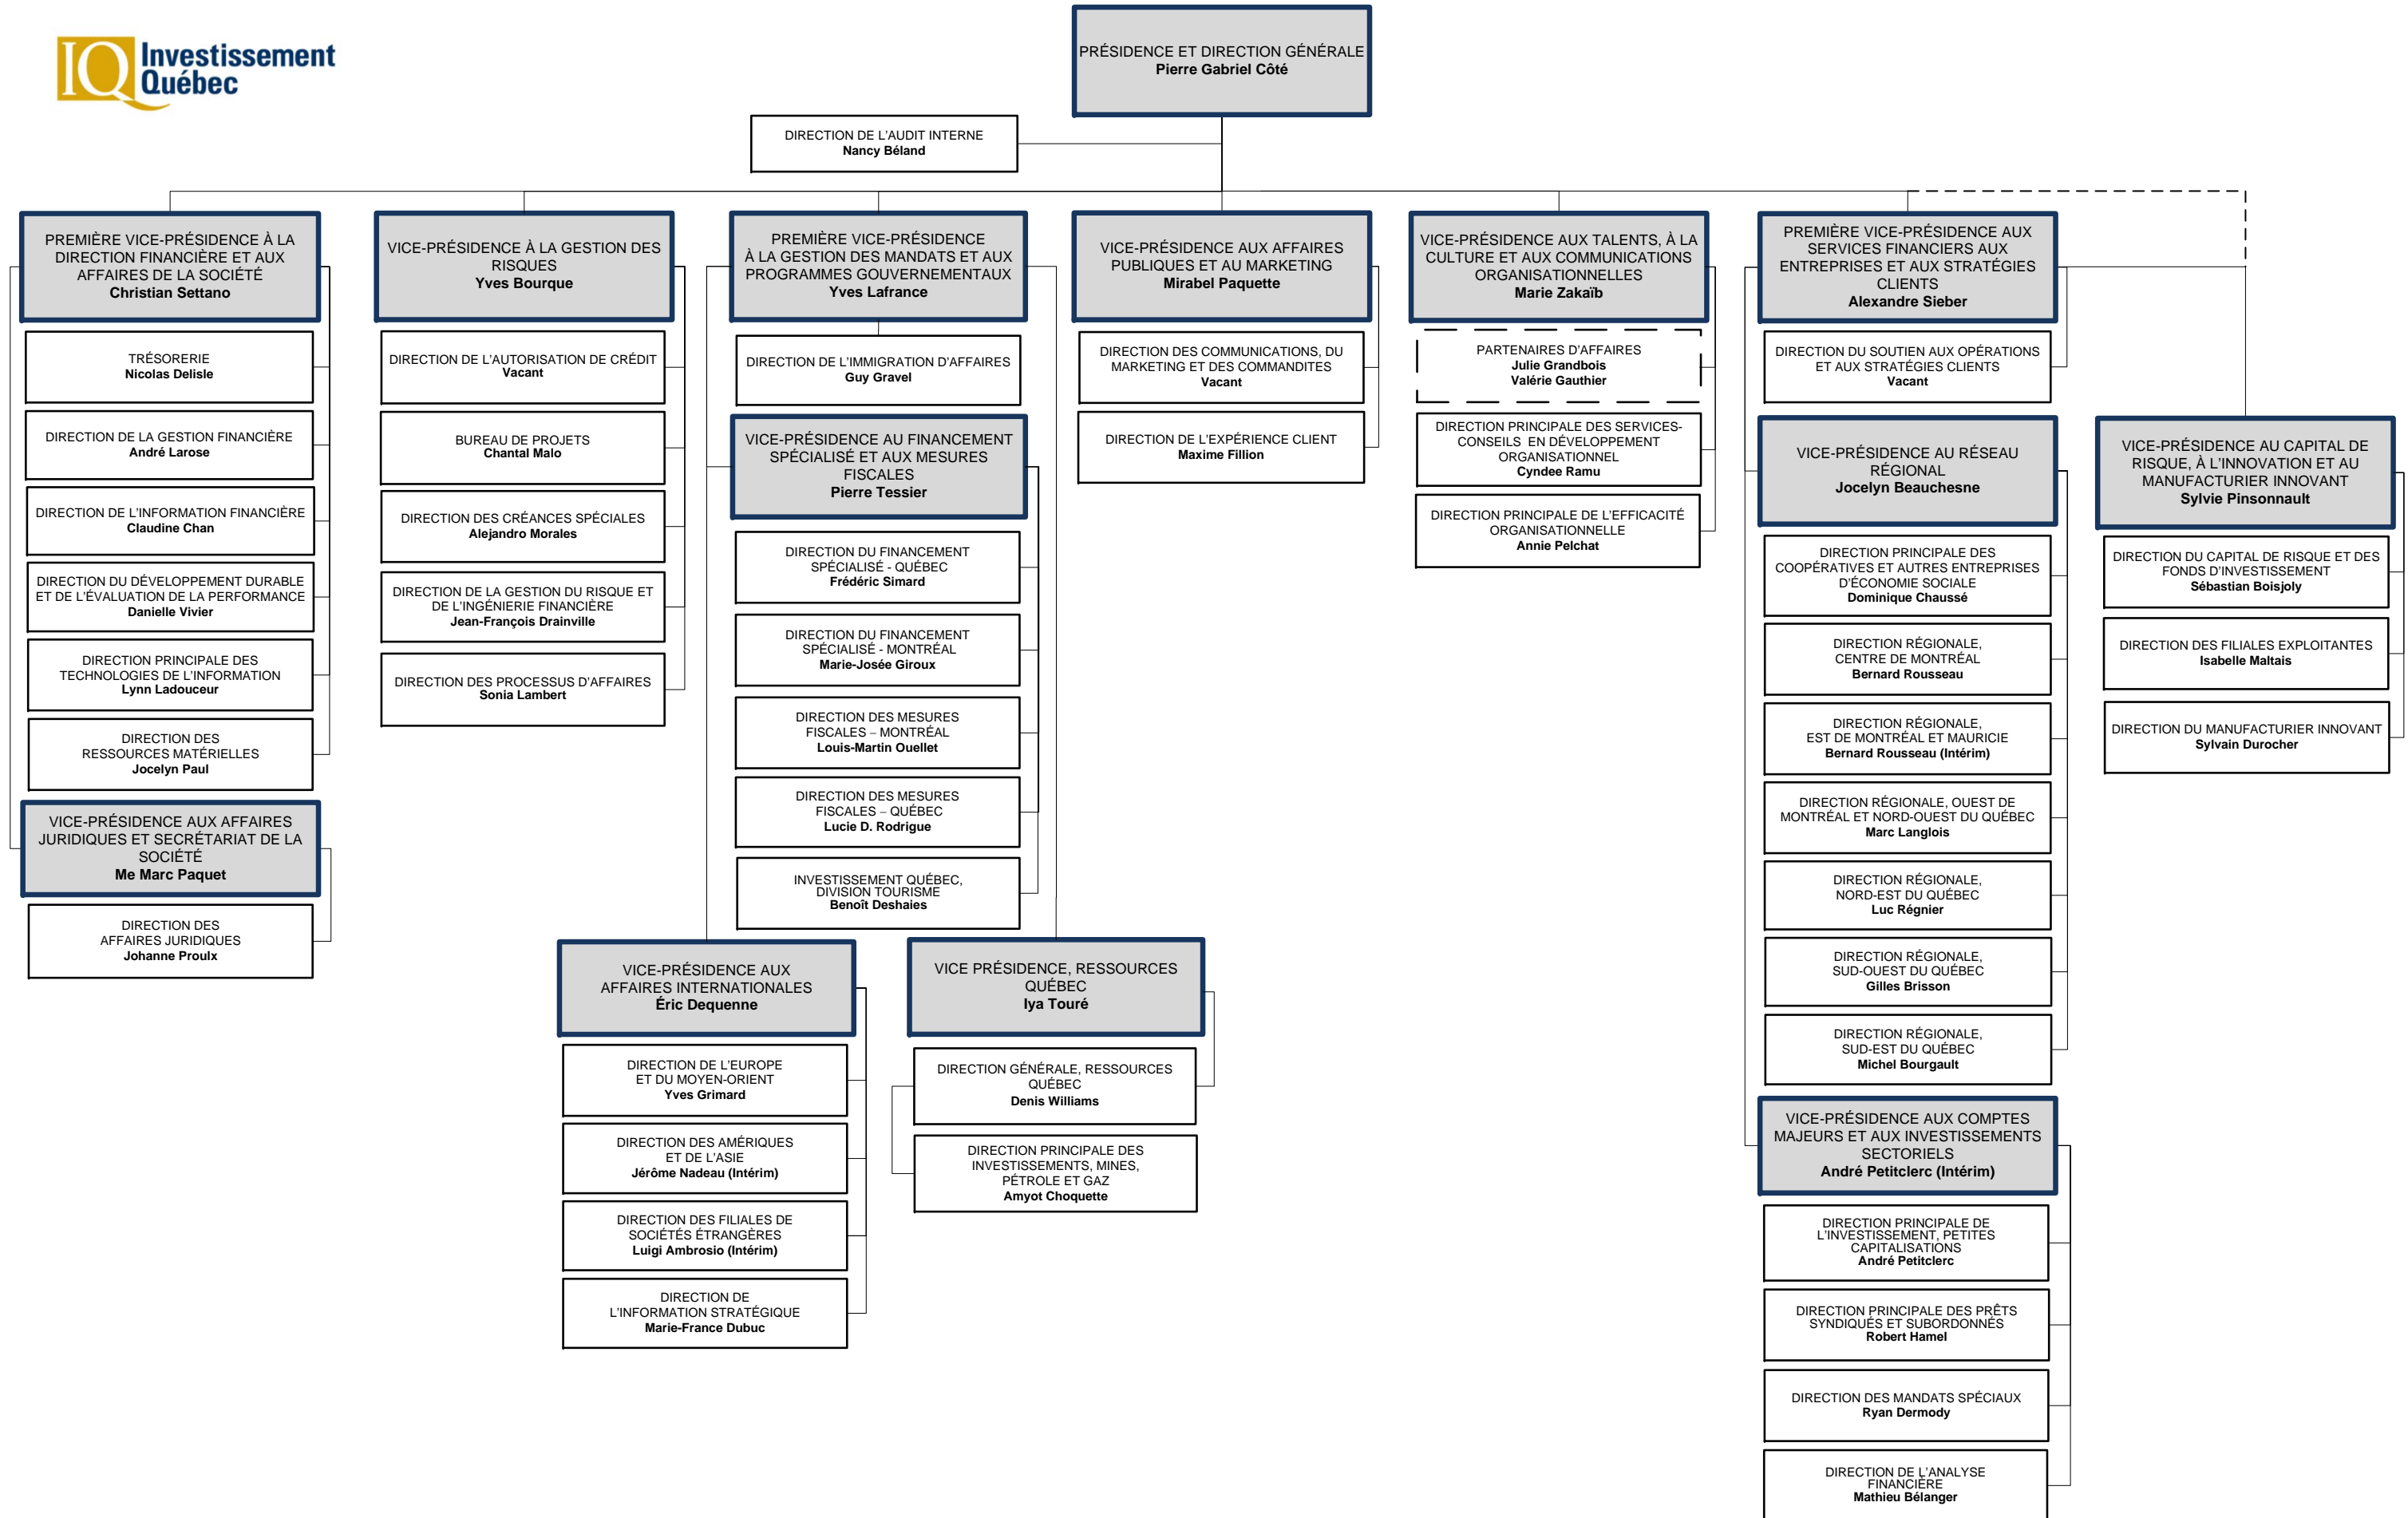 IQ Investissement
Québec
PRÉSIDENCE ET DIRECTION GÉNÉRALE
Pierre Gabriel Côté
DIRECTION DE L'AUDIT INTERNE
Nancy Béland
PREMIÈRE VICE-PRÉSIDENCE À LA
DIRECTION FINANCIÈRE ET AUX
AFFAIRES DE LA SOCIÉTÉ
Christian Settano
TRÉSORERIE
Nicolas Delisle
DIRECTION DE LA GESTION FINANCIÈRE
André Larose
DIRECTION DE L'INFORMATION FINANCIÈRE
Claudine Chan
DIRECTION DU DÉVELOPPEMENT DURABLE
ET DE L'ÉVALUATION DE LA PERFORMANCE
Danielle Vivier
DIRECTION PRINCIPALE DES
TECHNOLOGIES DE L'INFORMATION
Lynn Ladouceur
DIRECTION DES
RESSOURCES MATÉRIELLES
Jocelyn Paul
VICE-PRÉSIDENCE AUX AFFAIRES
JURIDIQUES ET SECRÉTARIAT DE LA
SOCIÉTÉ
Me Marc Paquet
DIRECTION DES
AFFAIRES JURIDIQUES
Johanne Proulx
VICE-PRÉSIDENCE À LA GESTION DES
RISQUES
Yves Bourque
DIRECTION DE L'AUTORISATION DE CRÉDIT
Vacant
BUREAU DE PROJETS
Chantal Malo
DIRECTION DES CRÉANCES SPÉCIALES
Alejandro Morales
DIRECTION DE LA GESTION DU RISQUE ET
DE L'INGÉNIERIE FINANCIÈRE
Jean-François Drainville
DIRECTION DES PROCESSUS D'AFFAIRES
Sonia Lambert
PREMIÈRE VICE-PRÉSIDENCE
À LA GESTION DES MANDATS ET AUX
PROGRAMMES GOUVERNEMENTAUX
Yves Lafrance
DIRECTION DE L'IMMIGRATION D'AFFAIRES
Guy Gravel
VICE-PRÉSIDENCE AU FINANCEMENT
SPÉCIALISÉ ET AUX MESURES
FISCALES
Pierre Tessier
DIRECTION DU FINANCEMENT
SPÉCIALISÉ - QUÉBEC
Frédéric Simard
DIRECTION DU FINANCEMENT
SPÉCIALISÉ - MONTRÉAL
Marie-Josée Giroux
DIRECTION DES MESURES
FISCALES – MONTRÉAL
Louis-Martin Ouellet
DIRECTION DES MESURES
FISCALES – QUÉBEC
Lucie D. Rodrigue
INVESTISSEMENT QUÉBEC,
DIVISION TOURISME
Benoît Deshaies
VICE-PRÉSIDENCE AUX
AFFAIRES INTERNATIONALES
Éric Dequenne
DIRECTION DE L'EUROPE
ET DU MOYEN-ORIENT
Yves Grimard
DIRECTION DES AMÉRIQUES
ET DE L'ASIE
Jérôme Nadeau (Intérim)
DIRECTION DES FILIALES DE
SOCIÉTÉS ÉTRANGÈRES
Luigi Ambrosio (Intérim)
DIRECTION DE
L'INFORMATION STRATÉGIQUE
Marie-France Dubuc
VICE PRÉSIDENCE, RESSOURCES
QUÉBEC
Iya Touré
DIRECTION GÉNÉRALE, RESSOURCES
QUÉBEC
Denis Williams
DIRECTION PRINCIPALE DES
INVESTISSEMENTS, MINES,
PÉTROLE ET GAZ
Amyot Choquette
VICE-PRÉSIDENCE AUX AFFAIRES
PUBLIQUES ET AU MARKETING
Mirabel Paquette
DIRECTION DES COMMUNICATIONS, DU
MARKETING ET DES COMMANDITES
Vacant
DIRECTION DE L'EXPÉRIENCE CLIENT
Maxime Fillion
VICE-PRÉSIDENCE AUX TALENTS, À LA
CULTURE ET AUX COMMUNICATIONS
ORGANISATIONNELLES
Marie Zakaïb
PARTENAIRES D'AFFAIRES
Julie Grandbois
Valérie Gauthier
DIRECTION PRINCIPALE DES SERVICES-
CONSEILS EN DÉVELOPPEMENT
ORGANISATIONNEL
Cyndee Ramu
DIRECTION PRINCIPALE DE L'EFFICACITÉ
ORGANISATIONNELLE
Annie Pelchat
PREMIÈRE VICE-PRÉSIDENCE AUX
SERVICES FINANCIERS AUX
ENTREPRISES ET AUX STRATÉGIES
CLIENTS
Alexandre Sieber
DIRECTION DU SOUTIEN AUX OPÉRATIONS
ET AUX STRATÉGIES CLIENTS
Vacant
VICE-PRÉSIDENCE AU RÉSEAU
RÉGIONAL
Jocelyn Beauchesne
DIRECTION PRINCIPALE DES
COOPÉRATIVES ET AUTRES ENTREPRISES
D'ÉCONOMIE SOCIALE
Dominique Chaussé
DIRECTION RÉGIONALE,
CENTRE DE MONTRÉAL
Bernard Rousseau
DIRECTION RÉGIONALE,
EST DE MONTRÉAL ET MAURICIE
Bernard Rousseau (Intérim)
DIRECTION RÉGIONALE, OUEST DE
MONTRÉAL ET NORD-OUEST DU QUÉBEC
Marc Langlois
DIRECTION RÉGIONALE,
NORD-EST DU QUÉBEC
Luc Régnier
DIRECTION RÉGIONALE,
SUD-OUEST DU QUÉBEC
Gilles Brisson
DIRECTION RÉGIONALE,
SUD-EST DU QUÉBEC
Michel Bourgault
VICE-PRÉSIDENCE AUX COMPTES
MAJEURS ET AUX INVESTISSEMENTS
SECTORIELS
André Petitclerc (Intérim)
DIRECTION PRINCIPALE DE
L'INVESTISSEMENT, PETITES
CAPITALISATIONS
André Petitclerc
DIRECTION PRINCIPALE DES PRÊTS
SYNDIQUÉS ET SUBORDONNÉS
Robert Hamel
DIRECTION DES MANDATS SPÉCIAUX
Ryan Dermody
DIRECTION DE L'ANALYSE
FINANCIÈRE
Mathieu Bélanger
VICE-PRÉSIDENCE AU CAPITAL DE
RISQUE, À L'INNOVATION ET AU
MANUFACTURIER INNOVANT
Sylvie Pinsonnault
DIRECTION DU CAPITAL DE RISQUE ET DES
FONDS D'INVESTISSEMENT
Sébastian Boisjoly
DIRECTION DES FILIALES EXPLOITANTES
Isabelle Maltais
DIRECTION DU MANUFACTURIER INNOVANT
Sylvain Durocher